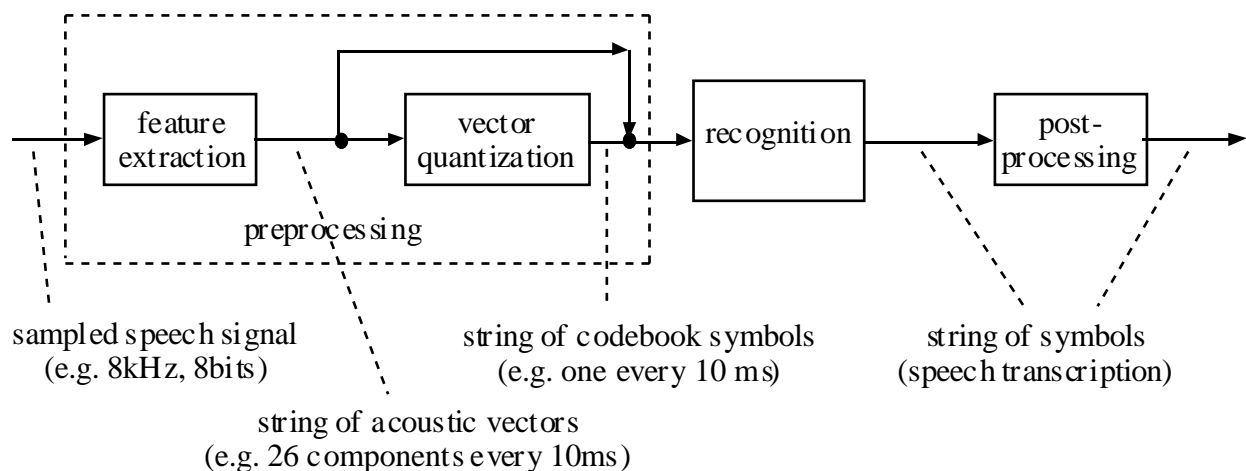 feature
extraction
vector
quantization
recognition
post-
processing
preprocessing
sampled speech signal
(e.g. 8kHz, 8bits)
string of codebook symbols
(e.g. one every 10 ms)
string of symbols
(speech transcription)
string of acoustic vectors
(e.g. 26 components every 10ms)